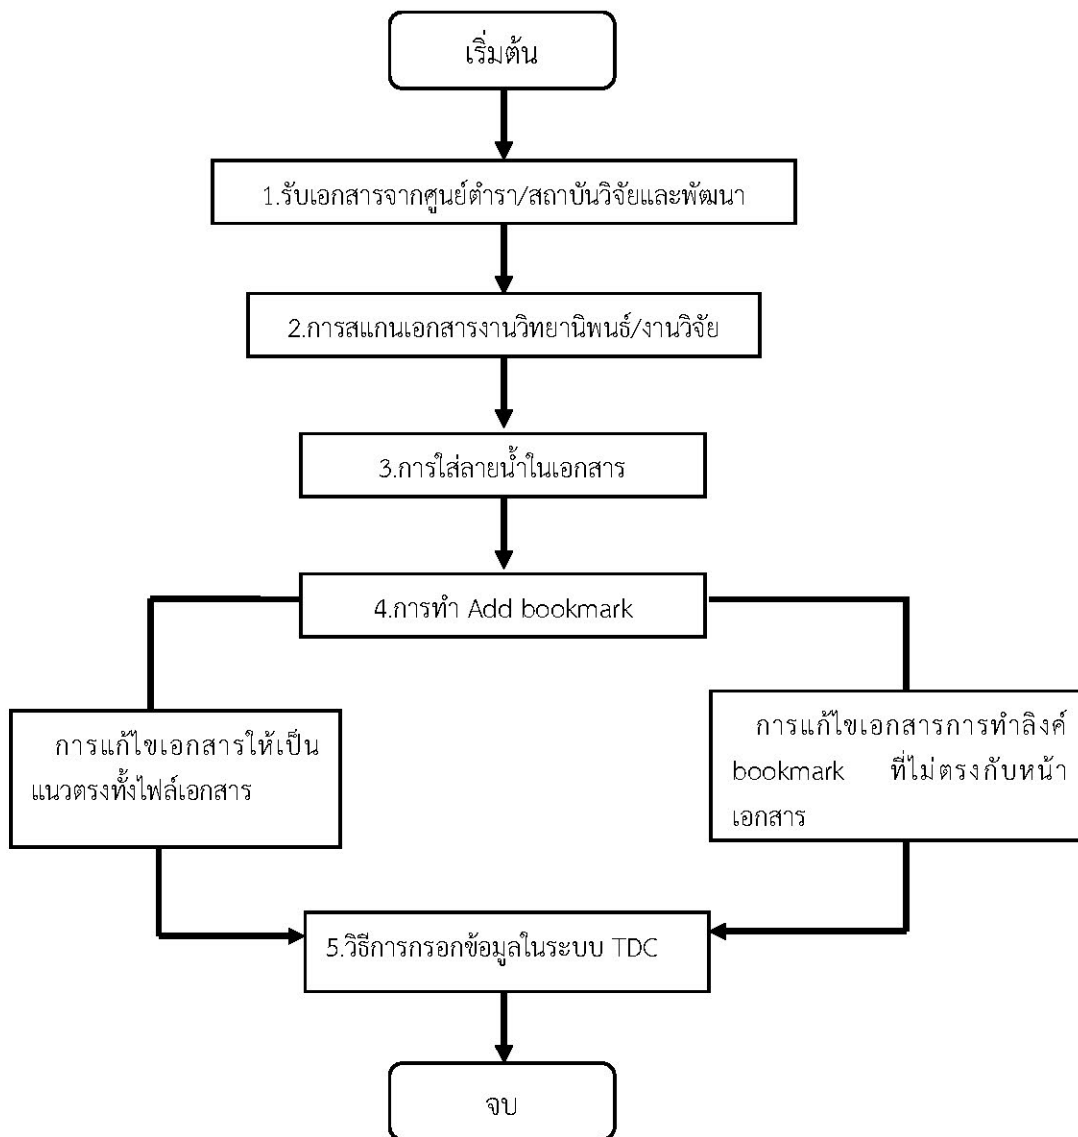 เริ่มต้น
1.รับเอกสารจากศูนย์ตำรา/สถาบันวิจัยและพัฒนา
2.การสแกนเอกสารงานวิทยานิพนธ์/งานวิจัย
3.การใส่ลายน้ำในเอกสาร
4.การทำ Add bookmark
การแก้ไขเอกสารให้เป็น
แนวตรงทั้งไฟล์เอกสาร
การแก้ไขเอกสารการทำลิงค์
bookmark ที่ไม่ตรงกับหน้า
เอกสาร
5.วิธีการกรอกข้อมูลในระบบ TDC
จบ